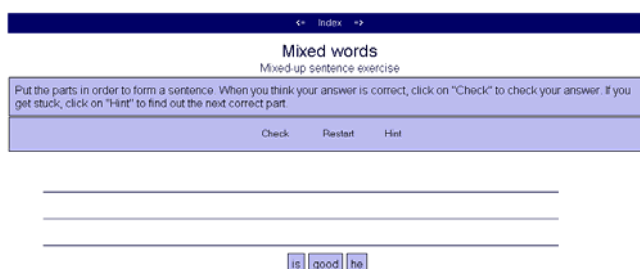 <= Index =>
Mixed words
Mixed-up sentence exercise
Put the parts in order to form a sentence. When you think your answer is correct, click on "Check" to check your answer. If you
get stuck, click on "Hint" to find out the next correct part.
Check Restart Hint
is good he